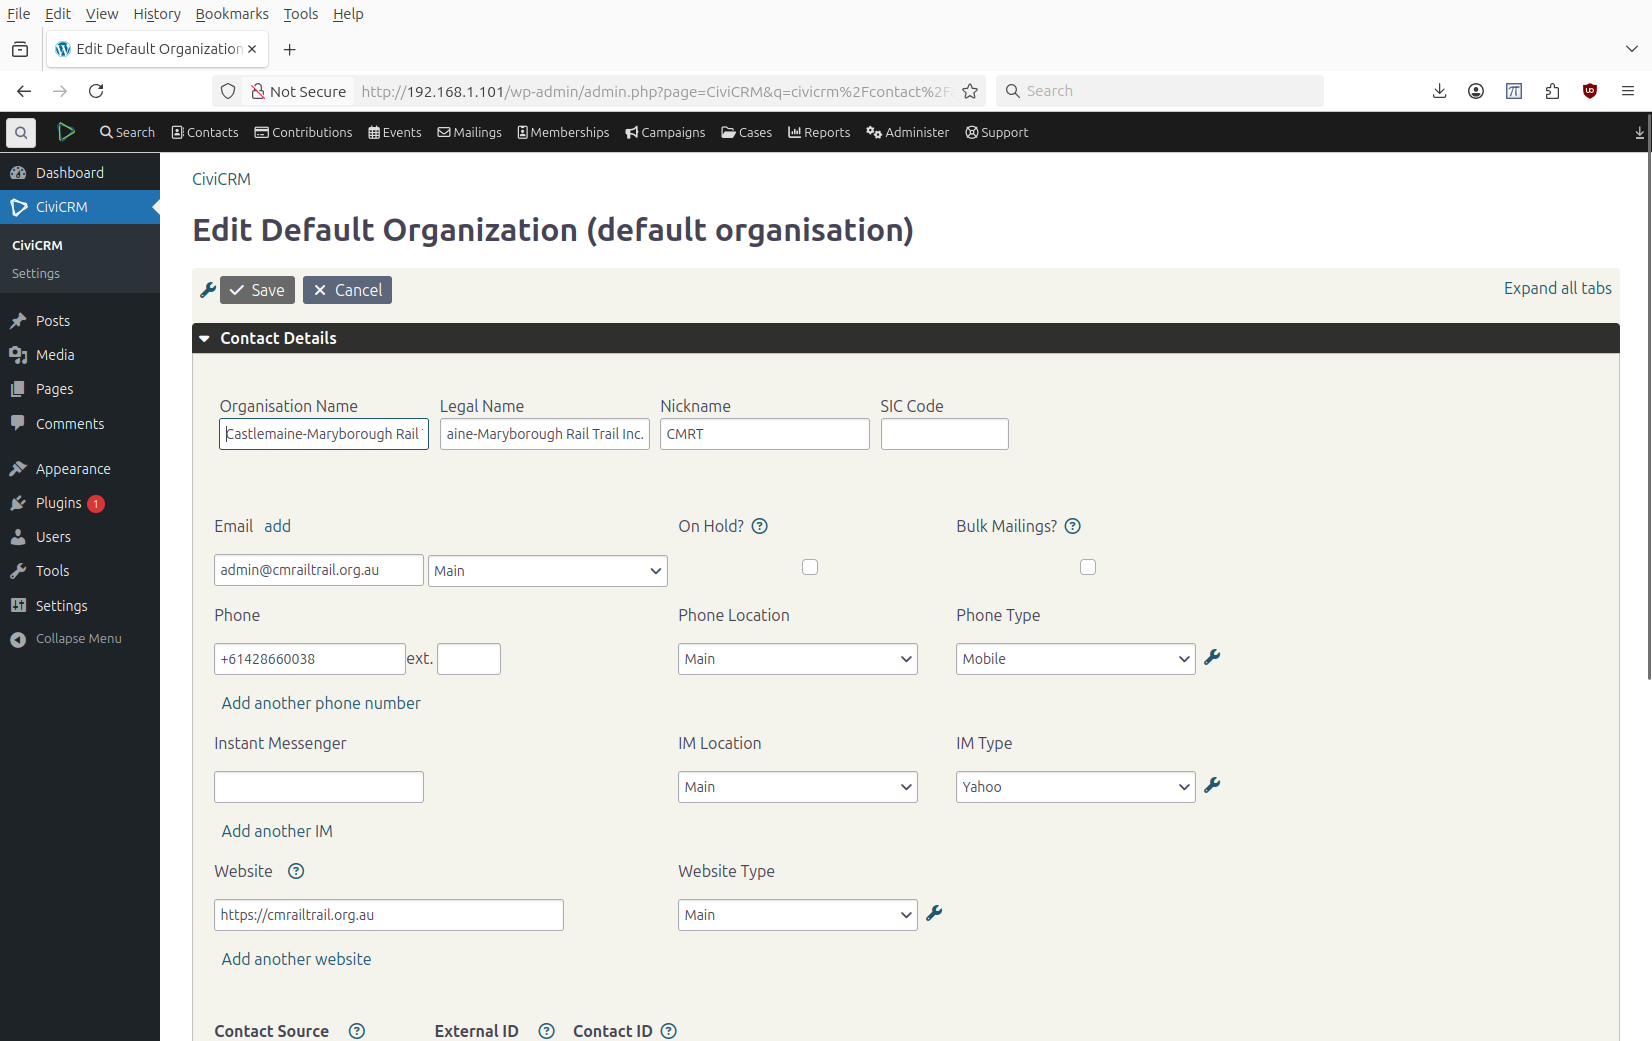 File Edit View History Bookmarks Tools Help
Edit Default Organization
Not Secure http://192.168.1.101/wp-admin/admin.php?page=CiviCRM&q=civicrm%2Fcontact%2F Search
Search Contacts Contributions Events Mailings Memberships Campaigns Cases Reports Administer Support
Dashboard
CiviCRM
CiviCRM
Settings
Posts
Media
Pages
Comments
Appearance
Plugins 1
Users
Tools
Settings
Collapse Menu
CiviCRM
Edit Default Organization (default organisation)
Save Cancel Expand all tabs
Contact Details
Organisation Name Legal Name Nickname SIC Code
Castlemaine-Maryborough Rail aine-Maryborough Rail Trail Inc. CMRT
Email add On Hold? Bulk Mailings?
admin@cmrailtrail.org.au Main
Phone Phone Location Phone Type
+61428660038 ext. Main Mobile
Add another phone number
Instant Messenger IM Location IM Type
Main Yahoo
Add another IM
Website Website Type
https://cmrailtrail.org.au Main
Add another website
Contact Source External ID Contact ID